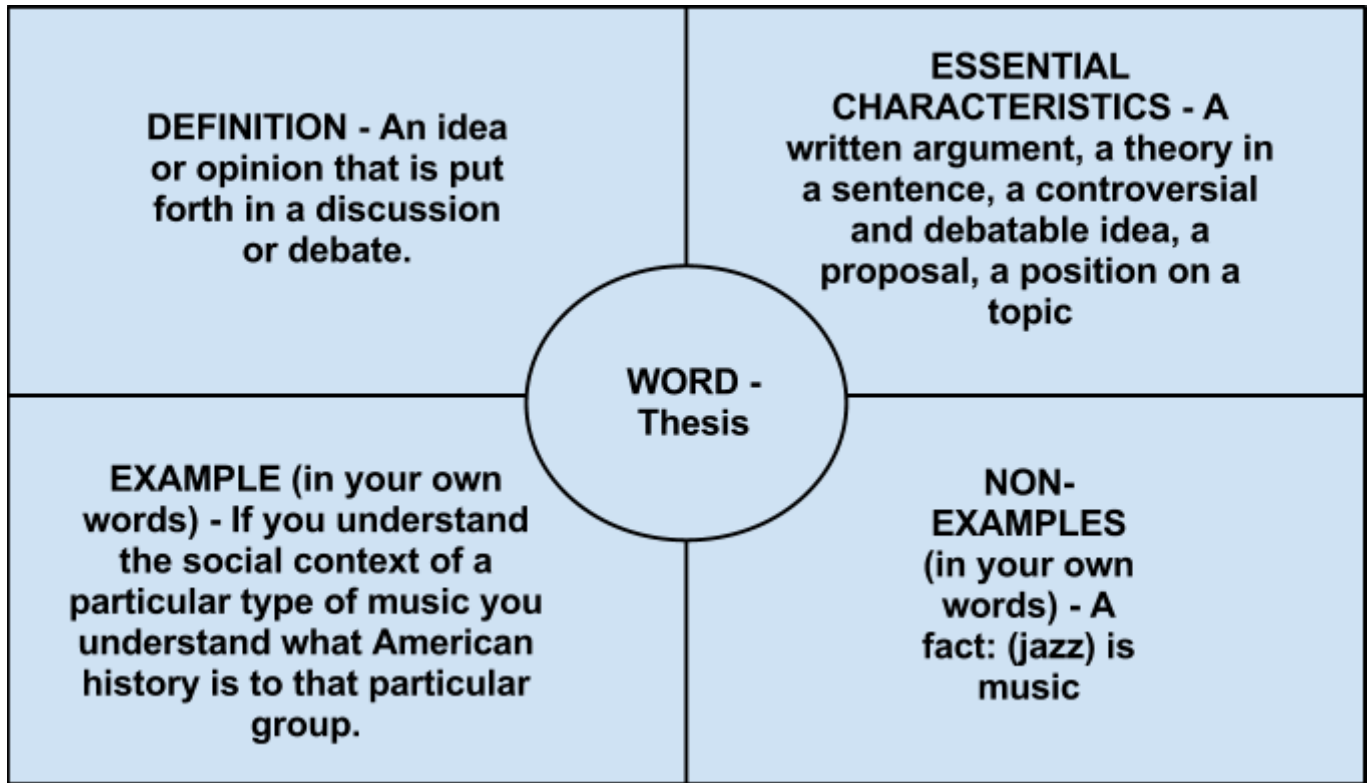 DEFINITION - An idea
or opinion that is put
forth in a discussion
or debate.
ESSENTIAL
CHARACTERISTICS - A
written argument, a theory in
a sentence, a controversial
and debatable idea, a
proposal, a position on a
topic
WORD -
Thesis
EXAMPLE (in your own
words) - If you understand
the social context of a
particular type of music you
understand what American
history is to that particular
group.
NON-
EXAMPLES
(in your own
words) - A
fact: (jazz) is
music